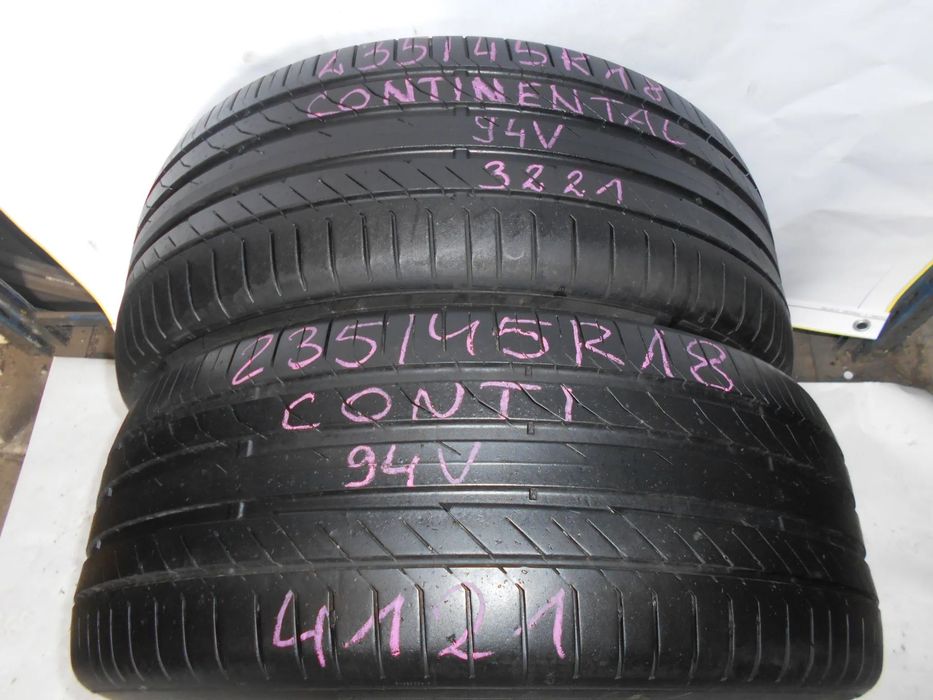 235/45R18
CONTINENTAL
94V
3221
235/45R18
CONTI
94V
4121